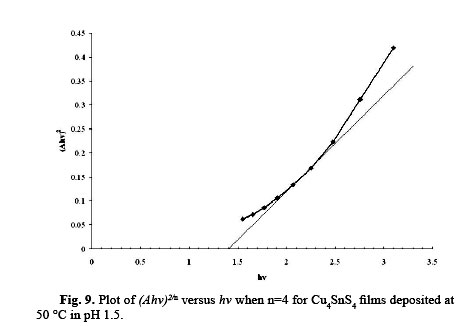 0.45
0.4
0.35
0.3
0.25
0.2
0.15
0.1
0.05
0
(Ahv)²
0 0.5 1 1.5 2 2.5 3 3.5
hv
Fig. 9. Plot of (Ahv)²/ⁿ versus hv when n=4 for Cu₄SnS₄ films deposited at
50 °C in pH 1.5.